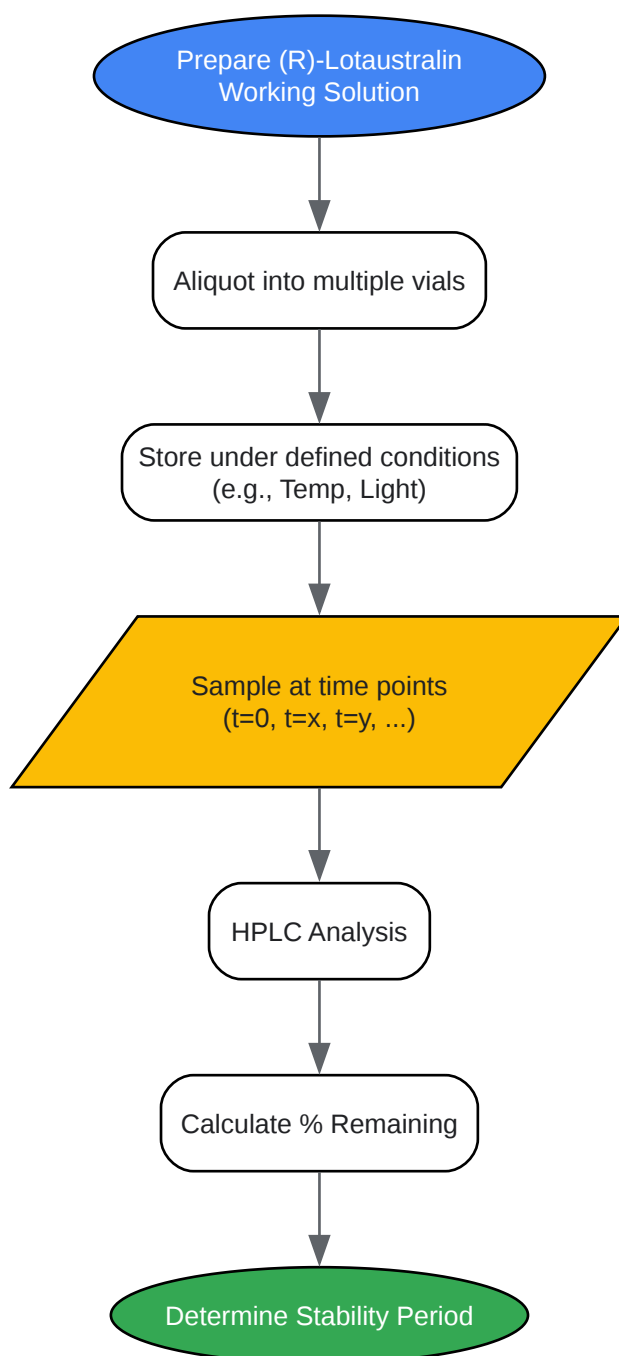 Prepare (R)-Lotaustralin
Working Solution
Aliquot into multiple vials
Store under defined conditions
(e.g., Temp, Light)
Sample at time points
(t=0, t=x, t=y, ...)
HPLC Analysis
Calculate % Remaining
Determine Stability Period